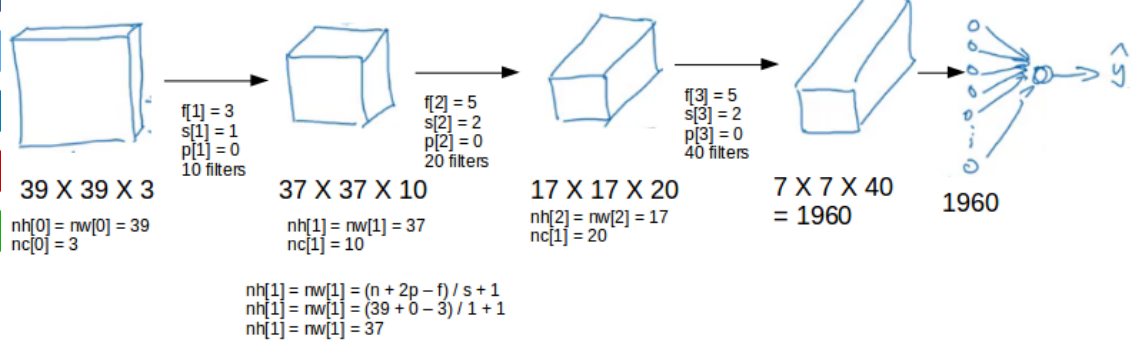 39 X 39 X 3
nh[0] = nw[0] = 39
nc[0] = 3
f[1] = 3
s[1] = 1
p[1] = 0
10 filters
37 X 37 X 10
nh[1] = nw[1] = 37
nc[1] = 10
nh[1] = nw[1] = (n + 2p – f) / s + 1
nh[1] = nw[1] = (39 + 0 – 3) / 1 + 1
nh[1] = nw[1] = 37
f[2] = 5
s[2] = 2
p[2] = 0
20 filters
17 X 17 X 20
nh[2] = nw[2] = 17
nc[1] = 20
f[3] = 5
s[3] = 2
p[3] = 0
40 filters
7 X 7 X 40
= 1960
1960
ŷ